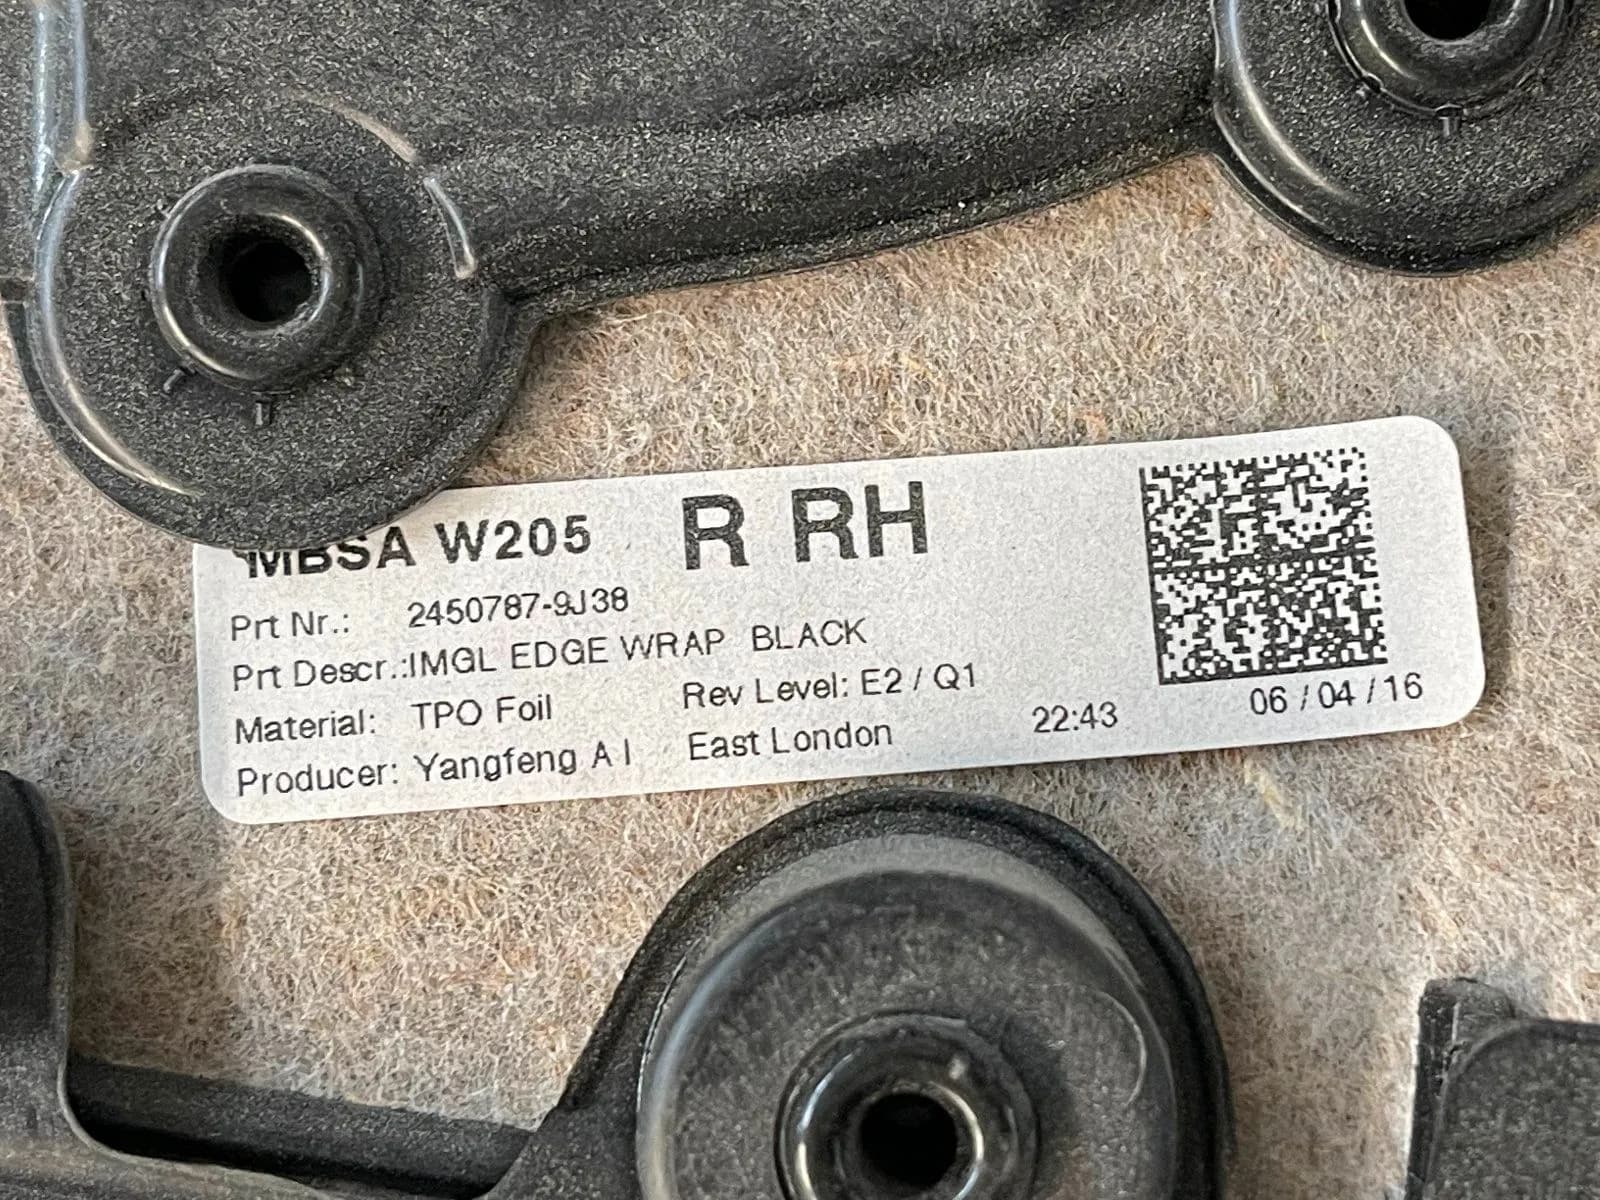 MBSA W205 R RH
Prt Nr.: 2450787-9J38
Prt Descr.:IMGL EDGE WRAP BLACK
Material: TPO Foil Rev Level: E2 / Q1
Producer: Yangfeng A I East London 22:43 06 / 04 / 16